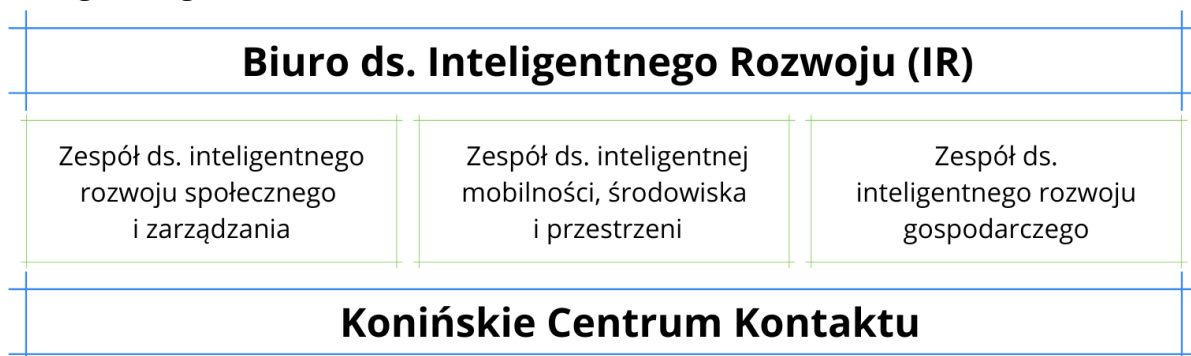 Biuro ds. Inteligentnego Rozwoju (IR)
Zespół ds. inteligentnego
rozwoju społecznego
i zarządzania
Zespół ds. inteligentnej
mobilności, środowiska
i przestrzeni
Zespół ds.
inteligentnego rozwoju
gospodarczego
Konińskie Centrum Kontaktu